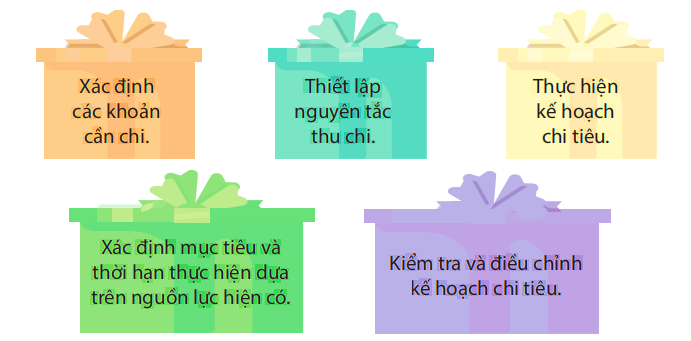 Xác định
các khoản
cần chi.
Thiết lập
nguyên tắc
thu chi.
Thực hiện
kế hoạch
chi tiêu.
Xác định mục tiêu và
thời hạn thực hiện dựa
trên nguồn lực hiện có.
Kiểm tra và điều chỉnh
kế hoạch chi tiêu.